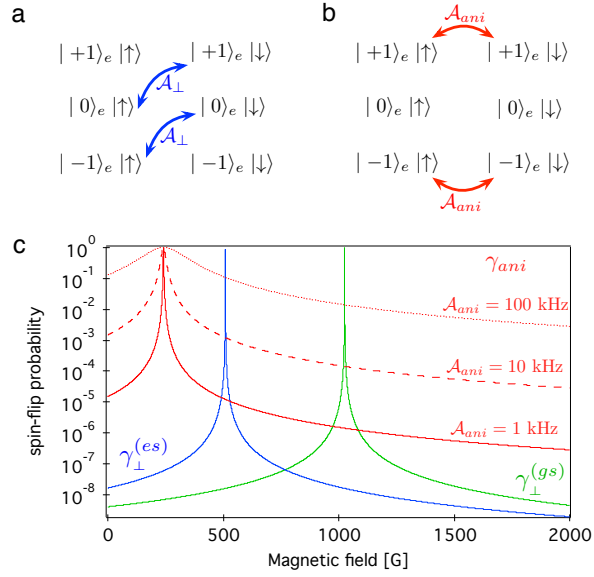 a
b
| +1⟩ₑ |↑⟩ | +1⟩ₑ |↓⟩
𝒜⊥
| 0⟩ₑ |↑⟩ | 0⟩ₑ |↓⟩
𝒜⊥
| −1⟩ₑ |↑⟩ | −1⟩ₑ |↓⟩
𝒜ani
| +1⟩ₑ |↑⟩ | +1⟩ₑ |↓⟩
| 0⟩ₑ |↑⟩ | 0⟩ₑ |↓⟩
| −1⟩ₑ |↑⟩ | −1⟩ₑ |↓⟩
𝒜ani
c
spin-flip probability
10⁰
10⁻¹
10⁻²
10⁻³
10⁻⁴
10⁻⁵
10⁻⁶
10⁻⁷
10⁻⁸
γani
𝒜ani = 100 kHz
𝒜ani = 10 kHz
𝒜ani = 1 kHz
γ⊥(es)
γ⊥(gs)
0 500 1000 1500 2000
Magnetic field [G]